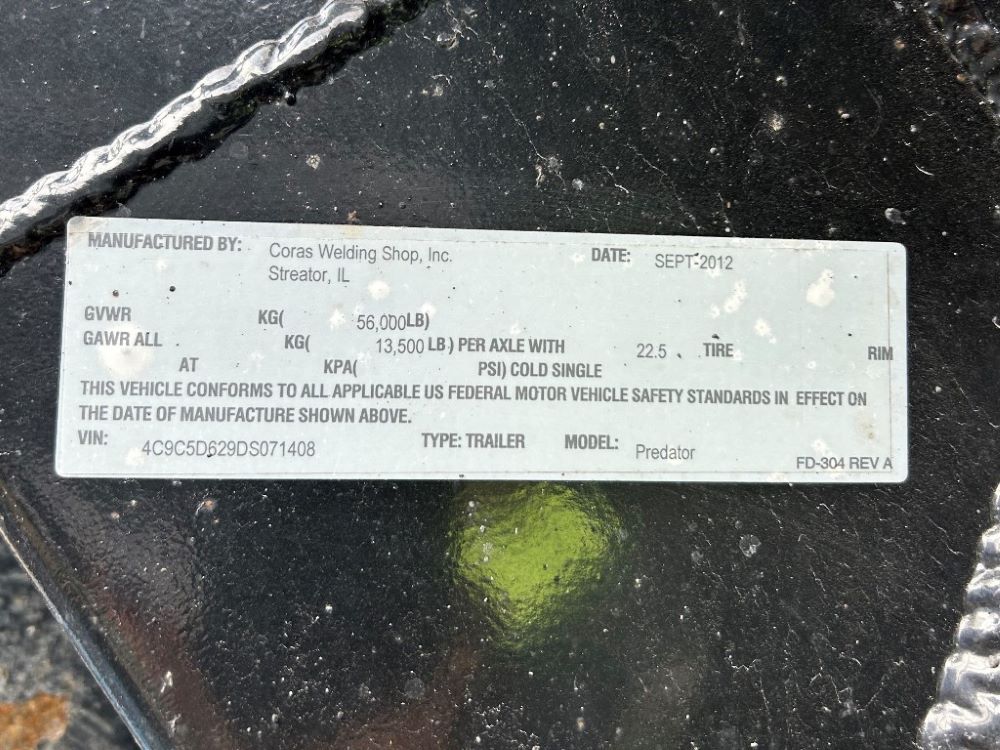 MANUFACTURED BY: Coras Welding Shop, Inc. DATE: SEPT-2012
Streator, IL
GVWR KG( 56,000LB)
GAWR ALL KG( 13,500 LB.) PER AXLE WITH 22.5 TIRE RIM
AT KPA( PSI) COLD SINGLE
THIS VEHICLE CONFORMS TO ALL APPLICABLE US FEDERAL MOTOR VEHICLE SAFETY STANDARDS IN EFFECT ON
THE DATE OF MANUFACTURE SHOWN ABOVE.
VIN: 4C9C5D629DS071408 TYPE: TRAILER MODEL: Predator
FD-304 REV A